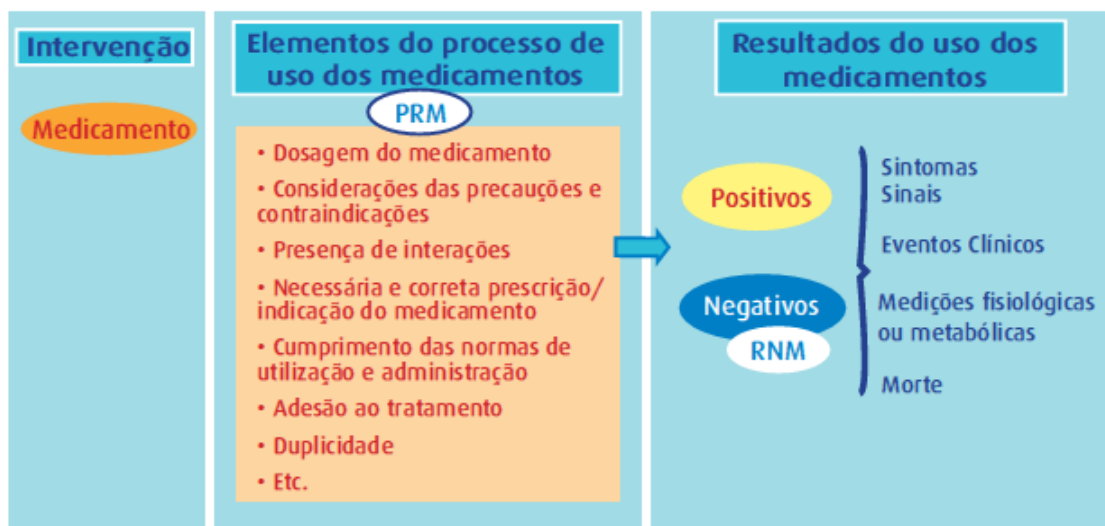 Intervenção
Medicamento
Elementos do processo de
uso dos medicamentos
PRM
• Dosagem do medicamento
• Considerações das precauções e
contraindicações
• Presença de interações
• Necessária e correta prescrição/
indicação do medicamento
• Cumprimento das normas de
utilização e administração
• Adesão ao tratamento
• Duplicidade
• Etc.
Resultados do uso dos
medicamentos
Positivos
Negativos
RNM
Sintomas
Sinais
Eventos Clínicos
Medições fisiológicas
ou metabólicas
Morte